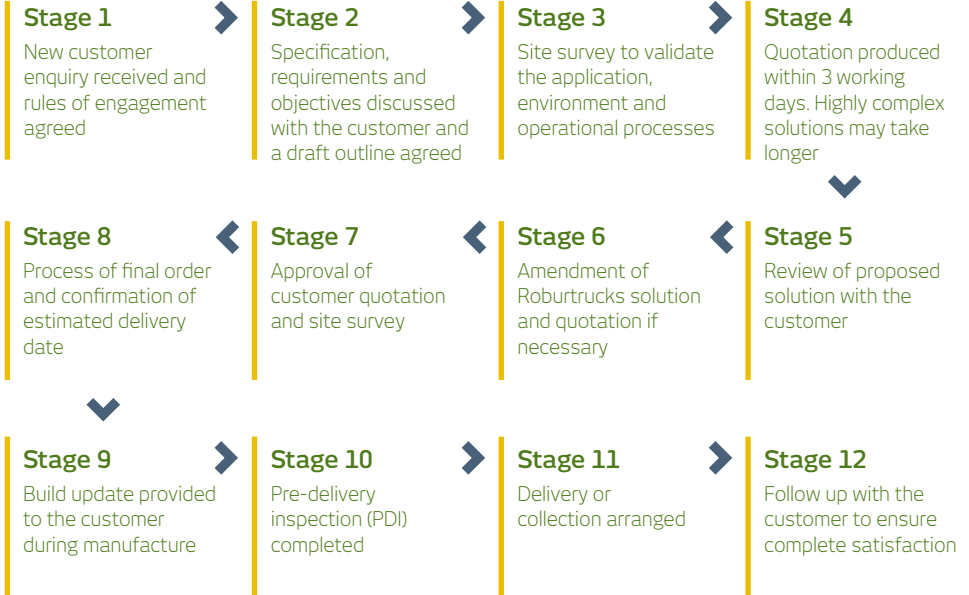 Stage 1
New customer
enquiry received and
rules of engagement
agreed
Stage 2
Specification,
requirements and
objectives discussed
with the customer and
a draft outline agreed
Stage 3
Site survey to validate
the application,
environment and
operational processes
Stage 4
Quotation produced
within 3 working
days. Highly complex
solutions may take
longer
Stage 5
Review of proposed
solution with the
customer
Stage 6
Amendment of
Roburtrucks solution
and quotation if
necessary
Stage 7
Approval of
customer quotation
and site survey
Stage 8
Process of final order
and confirmation of
estimated delivery
date
Stage 9
Build update provided
to the customer
during manufacture
Stage 10
Pre-delivery
inspection (PDI)
completed
Stage 11
Delivery or
collection arranged
Stage 12
Follow up with the
customer to ensure
complete satisfaction